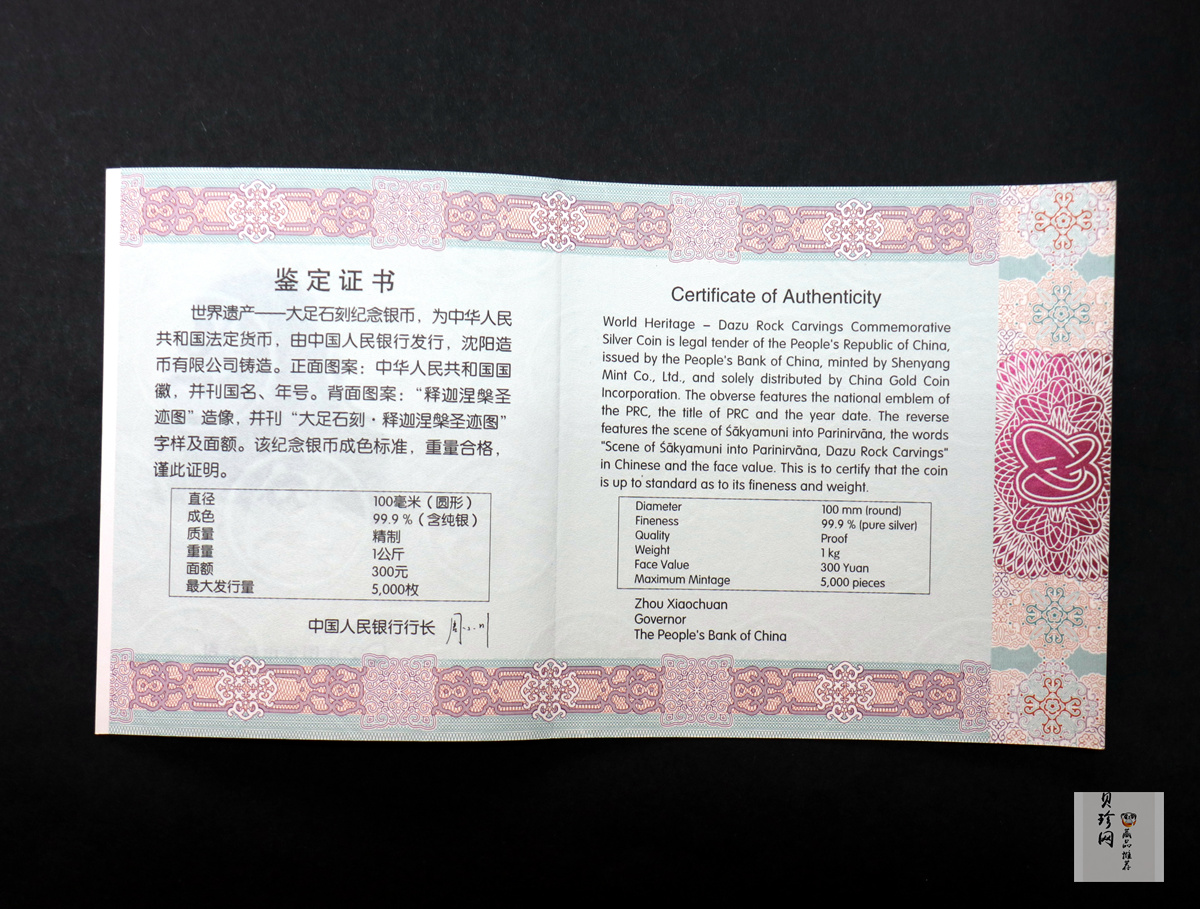 鉴定证书
世界遗产——大足石刻纪念银币，为中华人民
共和国法定货币，由中国人民银行发行，沈阳造
币有限公司铸造。正面图案：中华人民共和国国
徽，并刊国名、年号。背面图案：“释迦涅槃圣
迹图”造像，并刊“大足石刻·释迦涅槃圣迹图”
字样及面额。该纪念银币成色标准，重量合格，
谨此证明。
直径 100毫米（圆形）
成色 99.9％（含纯银）
质量 精制
重量 1公斤
面额 300元
最大发行量 5,000枚
中国人民银行行长
Certificate of Authenticity
World Heritage – Dazu Rock Carvings Commemorative
Silver Coin is legal tender of the People's Republic of China,
issued by the People's Bank of China, minted by Shenyang
Mint Co., Ltd., and solely distributed by China Gold Coin
Incorporation. The obverse features the national emblem of
the PRC, the title of PRC and the year date. The reverse
features the scene of Śākyamuni into Parinirvāna, the words
"Scene of Śākyamuni into Parinirvāna, Dazu Rock Carvings"
in Chinese and the face value. This is to certify that the coin
is up to standard as to its fineness and weight.
Diameter 100 mm (round)
Fineness 99.9 % (pure silver)
Quality Proof
Weight 1 kg
Face Value 300 Yuan
Maximum Mintage 5,000 pieces
Zhou Xiaochuan
Governor
The People's Bank of China
贝珍网
藏品推荐